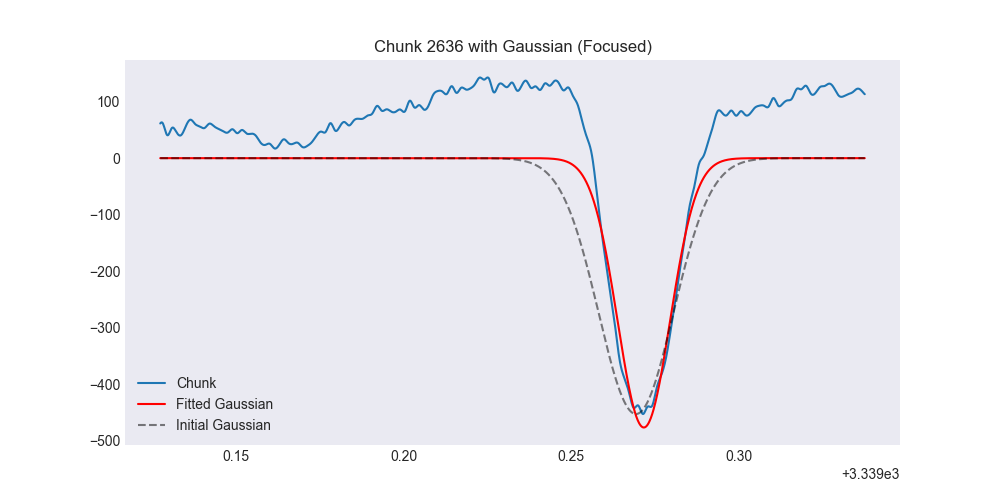 Chunk 2636 with Gaussian (Focused)
100
0
−100
−200
−300
−400
−500
Chunk
Fitted Gaussian
Initial Gaussian
0.15 0.20 0.25 0.30
+3.339e3